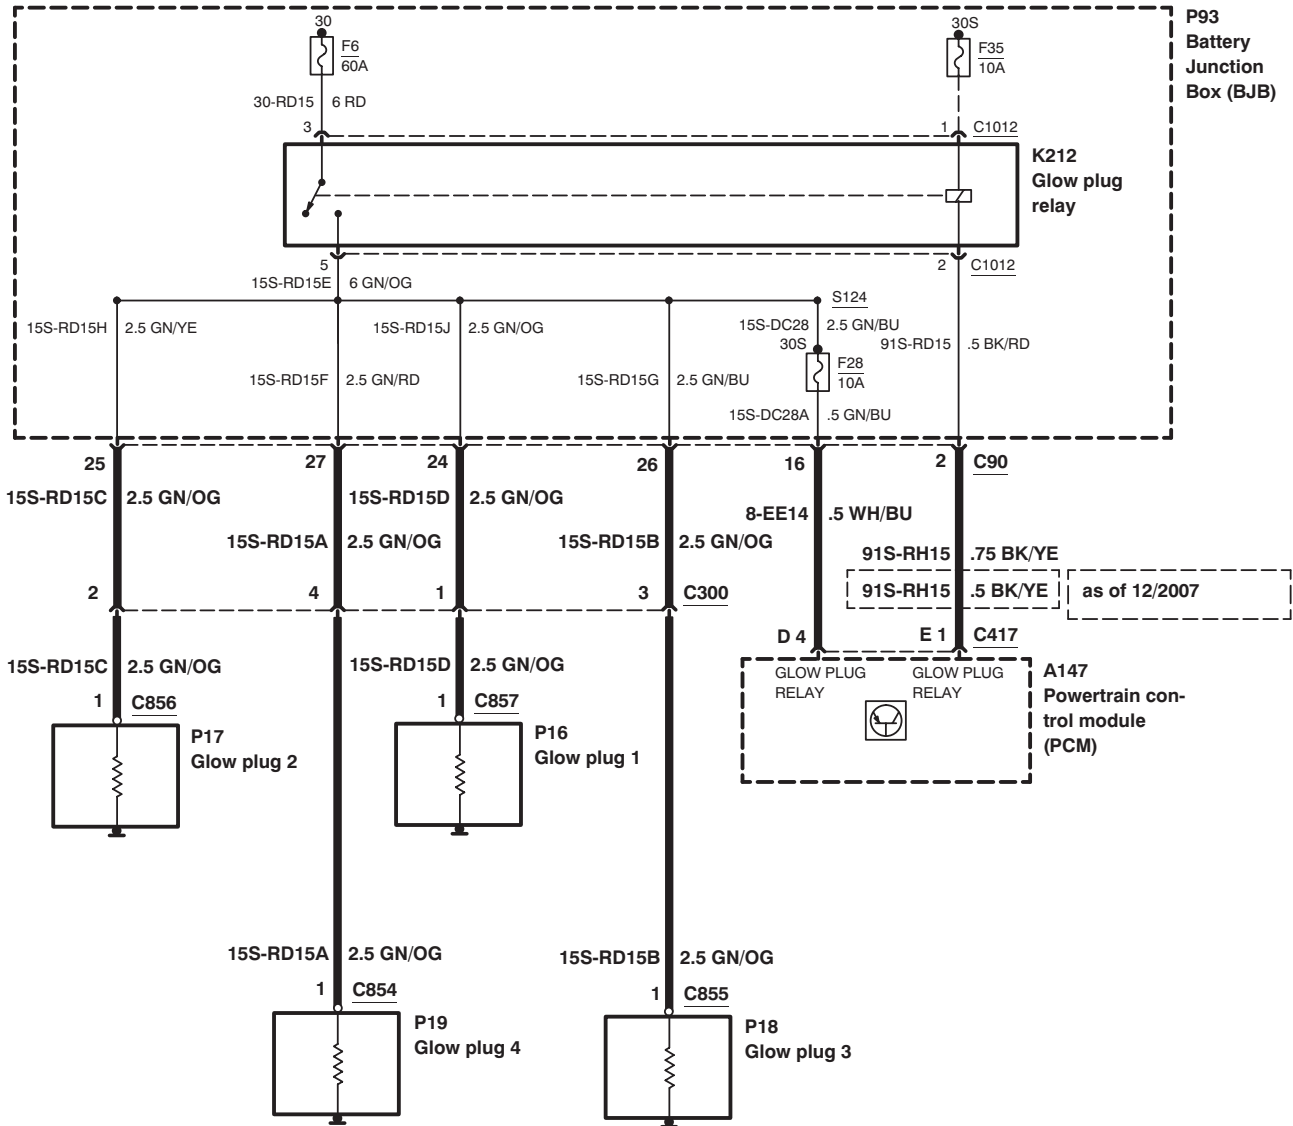 30
30S
P93
Battery
Junction
Box (BJB)
F6
60A
F35
10A
30-RD15 6 RD
3
1 C1012
K212
Glow plug
relay
5
2 C1012
15S-RD15E 6 GN/OG
S124
15S-RD15H 2.5 GN/YE
15S-RD15J 2.5 GN/OG
15S-DC28 2.5 GN/BU
30S
91S-RD15 .5 BK/RD
F28
10A
15S-RD15F 2.5 GN/RD
15S-RD15G 2.5 GN/BU
15S-DC28A .5 GN/BU
25 27 24 26 16 2 C90
15S-RD15C 2.5 GN/OG
15S-RD15D 2.5 GN/OG
8-EE14 .5 WH/BU
15S-RD15A 2.5 GN/OG
15S-RD15B 2.5 GN/OG
91S-RH15 .75 BK/YE
91S-RH15 .5 BK/YE
as of 12/2007
2 4 1 3 C300
D 4
E 1 C417
15S-RD15C 2.5 GN/OG
15S-RD15D 2.5 GN/OG
GLOW PLUG
RELAY
GLOW PLUG
RELAY
A147
Powertrain con-
trol module
(PCM)
1 C856
1 C857
P17
Glow plug 2
P16
Glow plug 1
15S-RD15A 2.5 GN/OG
15S-RD15B 2.5 GN/OG
1 C854
1 C855
P19
Glow plug 4
P18
Glow plug 3